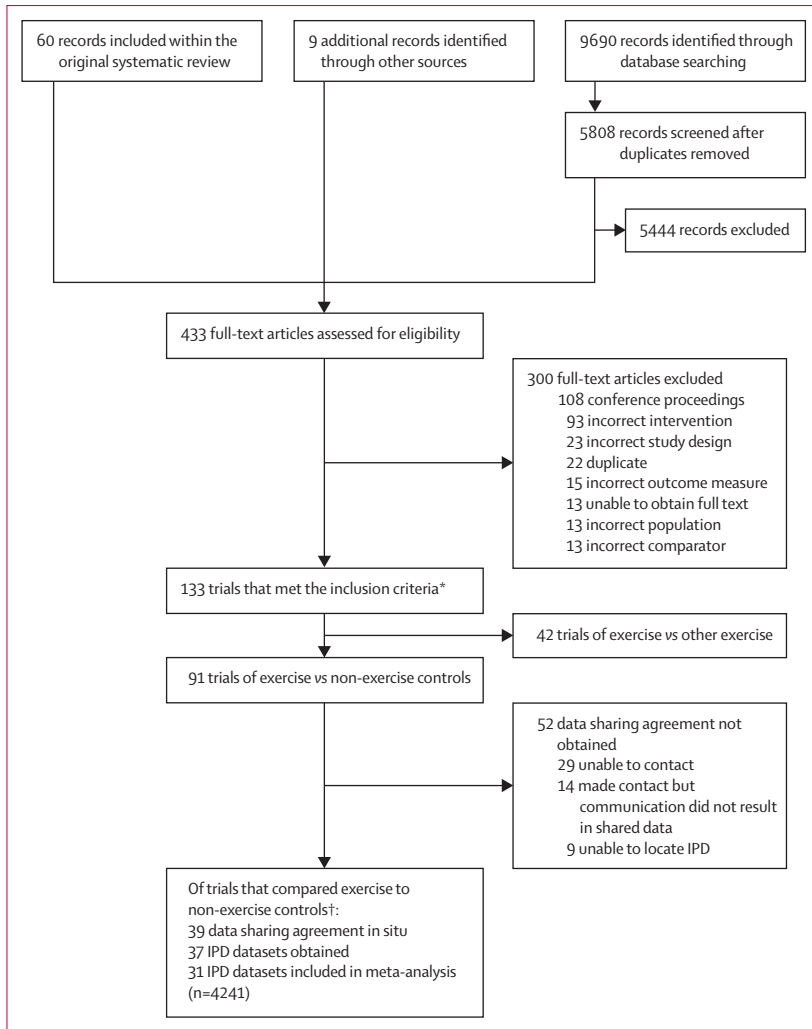 60 records included within the
original systematic review
9 additional records identified
through other sources
9690 records identified through
database searching
5808 records screened after
duplicates removed
5444 records excluded
433 full-text articles assessed for eligibility
300 full-text articles excluded
108 conference proceedings
93 incorrect intervention
23 incorrect study design
22 duplicate
15 incorrect outcome measure
13 unable to obtain full text
13 incorrect population
13 incorrect comparator
133 trials that met the inclusion criteria*
42 trials of exercise vs other exercise
91 trials of exercise vs non-exercise controls
52 data sharing agreement not
obtained
29 unable to contact
14 made contact but
communication did not result
in shared data
9 unable to locate IPD
Of trials that compared exercise to
non-exercise controls†:
39 data sharing agreement in situ
37 IPD datasets obtained
31 IPD datasets included in meta-analysis
(n=4241)